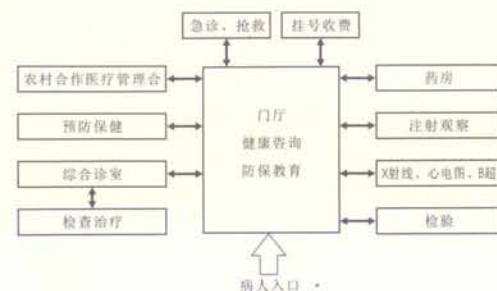 急诊、抢救
挂号收费
农村合作医疗管理合
药房
门厅
健康咨询
防保教育
预防保健
注射观察
综合诊室
X射线、心电图、B超
检查治疗
检验
病人入口